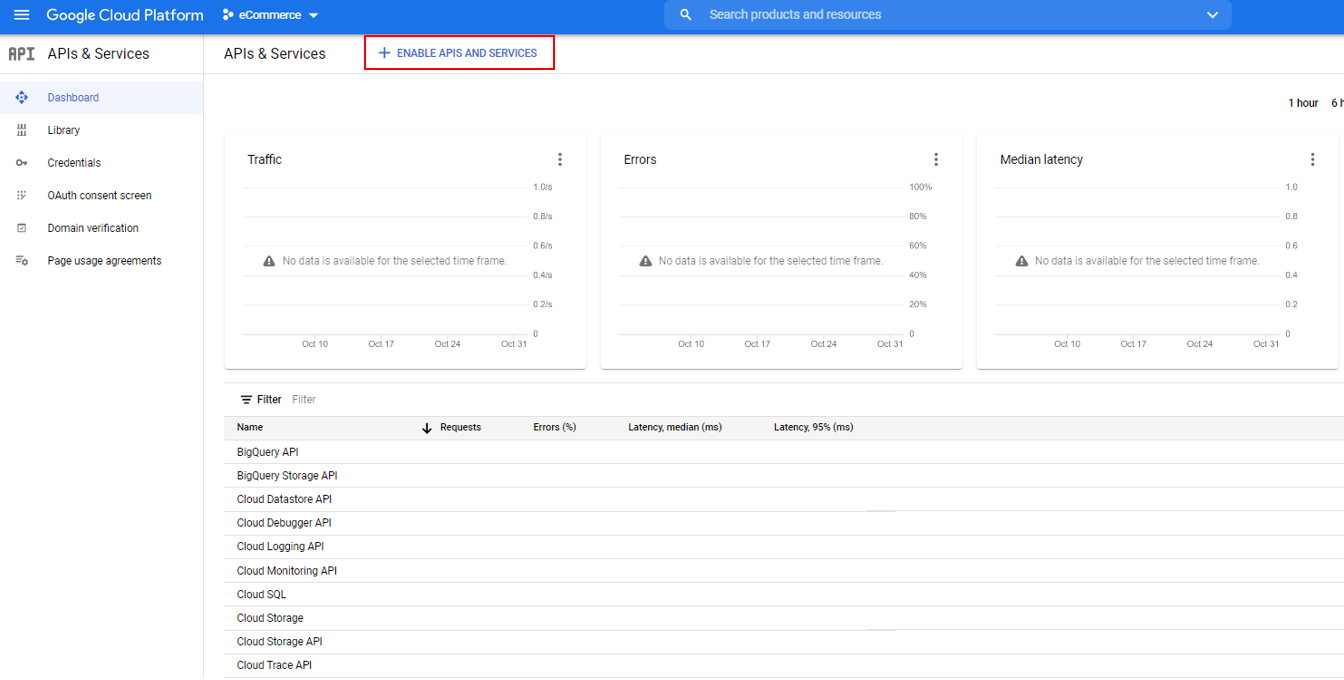 Google Cloud Platform eCommerce Search products and resources
API APIs & Services APIs & Services + ENABLE APIS AND SERVICES
Dashboard
Library
Credentials
OAuth consent screen
Domain verification
Page usage agreements
1 hour 6 h
Traffic
1.0/s
0.8/s
0.6/s
No data is available for the selected time frame.
0.4/s
0.2/s
0
Oct 10 Oct 17 Oct 24 Oct 31
Errors
100%
80%
60%
No data is available for the selected time frame.
40%
20%
0
Oct 10 Oct 17 Oct 24 Oct 31
Median latency
1.0
0.8
0.6
No data is available for the selected time frame.
0.4
0.2
0
Oct 10 Oct 17 Oct 24 Oct 31
Filter Filter
Name Requests Errors (%) Latency, median (ms) Latency, 95% (ms)
BigQuery API
BigQuery Storage API
Cloud Datastore API
Cloud Debugger API
Cloud Logging API
Cloud Monitoring API
Cloud SQL
Cloud Storage
Cloud Storage API
Cloud Trace API